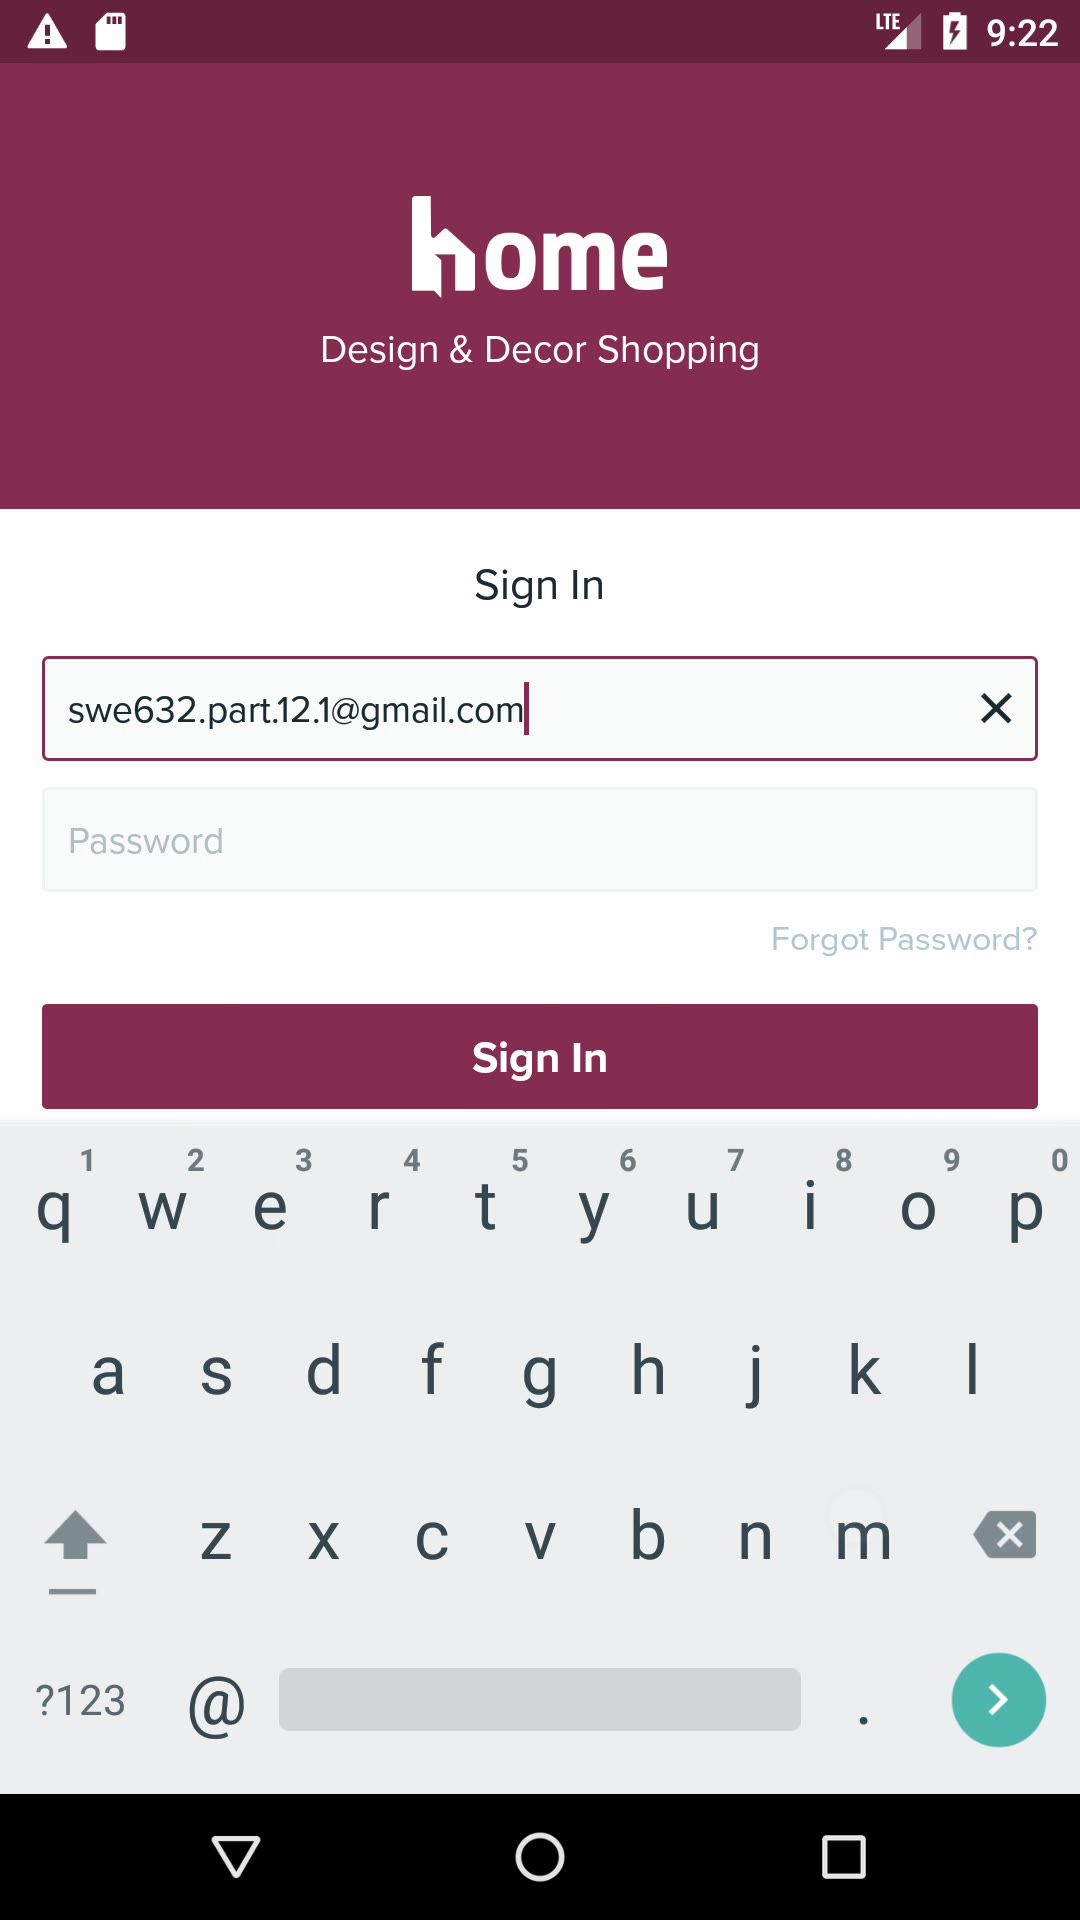 LTE 9:22
home
Design & Decor Shopping
Sign In
swe632.part.12.1@gmail.com
Password
Forgot Password?
Sign In
1 2 3 4 5 6 7 8 9 0
q w e r t y u i o p
a s d f g h j k l
z x c v b n m
?123 @ .